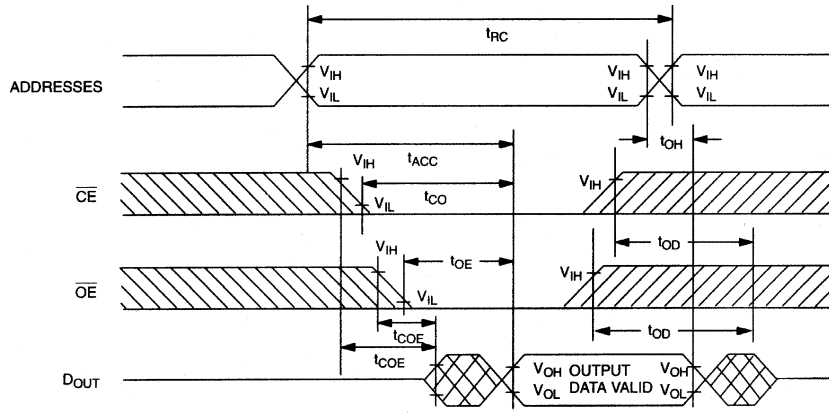 tRC
ADDRESSES
VIH
VIL
VIH
VIL
VIH
VIL
tOH
tACC
VIH
CE
tCO
VIL
VIH
tOD
VIH
OE
tOE
VIL
VIH
tOD
tCOE
tCOE
DOUT
VOH OUTPUT VOH
VOL DATA VALID VOL